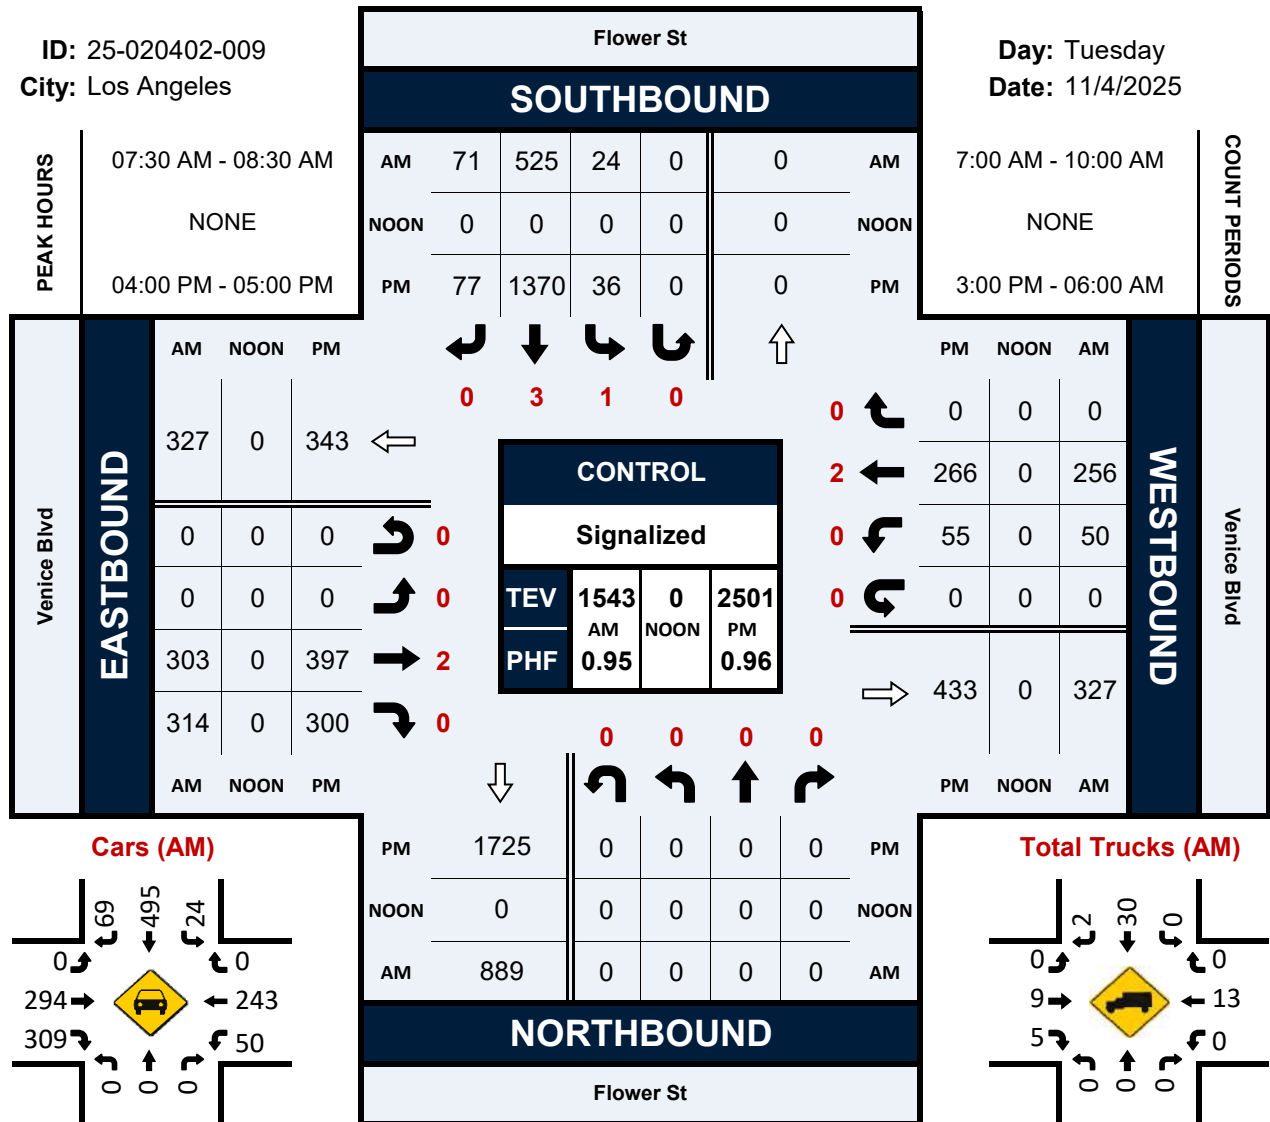 Flower St
ID: 25-020402-009
Day: Tuesday
City: Los Angeles
Date: 11/4/2025
SOUTHBOUND
PEAK HOURS
07:30 AM - 08:30 AM
NONE
04:00 PM - 05:00 PM
AM 71 525 24 0 0 AM
NOON 0 0 0 0 0 NOON
PM 77 1370 36 0 0 PM
7:00 AM - 10:00 AM
NONE
3:00 PM - 06:00 AM
COUNT PERIODS
0 3 1 0
Venice Blvd
EASTBOUND
AM NOON PM
327 0 343
0 0 0 0
0 0 0 0
303 0 397 2
314 0 300 0
AM NOON PM
CONTROL
Signalized
TEV 1543 0 2501
AM NOON PM
PHF 0.95 0.96
PM NOON AM
0 0 0 0
2 266 0 256
0 55 0 50
0 0 0 0
433 0 327
PM NOON AM
WESTBOUND
Venice Blvd
0 0 0 0
PM 1725 0 0 0 0 PM
NOON 0 0 0 0 0 NOON
AM 889 0 0 0 0 AM
NORTHBOUND
Flower St
Cars (AM)
69 495 24
0 0
294 243
309 50
0 0 0
Total Trucks (AM)
2 30 0
0 0
9 13
5 0
0 0 0